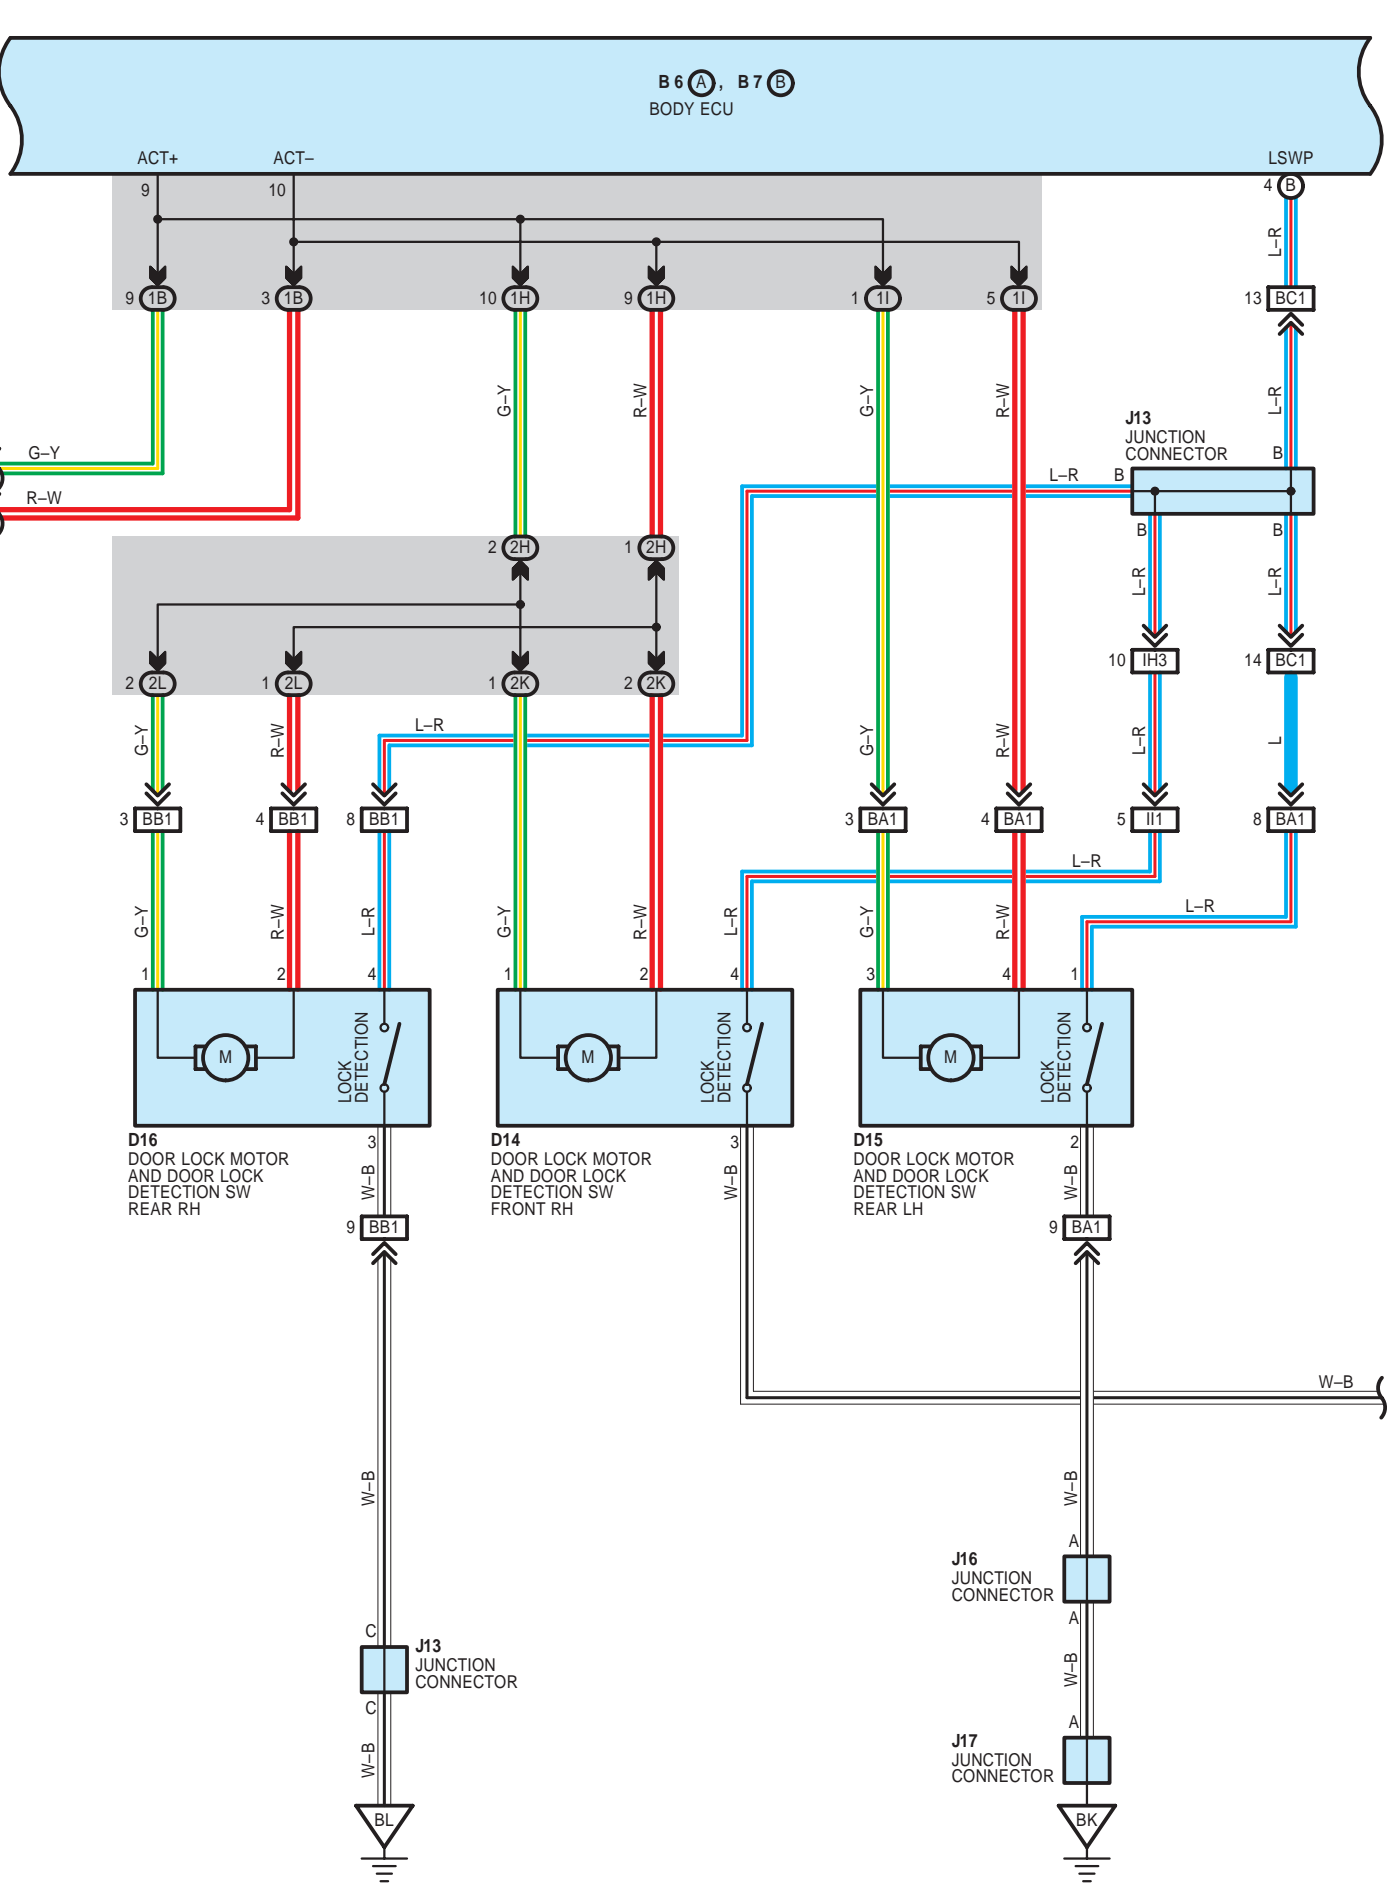 B 6 A , B 7 B
BODY ECU
ACT+
ACT–
LSWP
9
10
4 B
L–R
9 1B
3 1B
10 1H
9 1H
1 1I
5 1I
13 BC1
G–Y
R–W
G–Y
R–W
L–R
J13
JUNCTION
CONNECTOR
G–Y
R–W
L–R
B
B
2 2H
1 2H
B
B
L–R
L–R
2 2L
1 2L
1 2K
2 2K
10 IH3
14 BC1
G–Y
R–W
L–R
G–Y
R–W
L–R
L
3 BB1
4 BB1
8 BB1
3 BA1
4 BA1
5 II1
8 BA1
L–R
L–R
G–Y
R–W
L–R
G–Y
R–W
L–R
G–Y
R–W
1
2
4
1
2
4
3
4
1
M
LOCK
DETECTION
M
LOCK
DETECTION
M
LOCK
DETECTION
D16
DOOR LOCK MOTOR
AND DOOR LOCK
DETECTION SW
REAR RH
3
W–B
D14
DOOR LOCK MOTOR
AND DOOR LOCK
DETECTION SW
FRONT RH
3
W–B
D15
DOOR LOCK MOTOR
AND DOOR LOCK
DETECTION SW
REAR LH
2
W–B
9 BB1
9 BA1
W–B
W–B
W–B
A
J16
JUNCTION
CONNECTOR
A
C
J13
JUNCTION
CONNECTOR
C
W–B
A
J17
JUNCTION
CONNECTOR
W–B
BL
BK